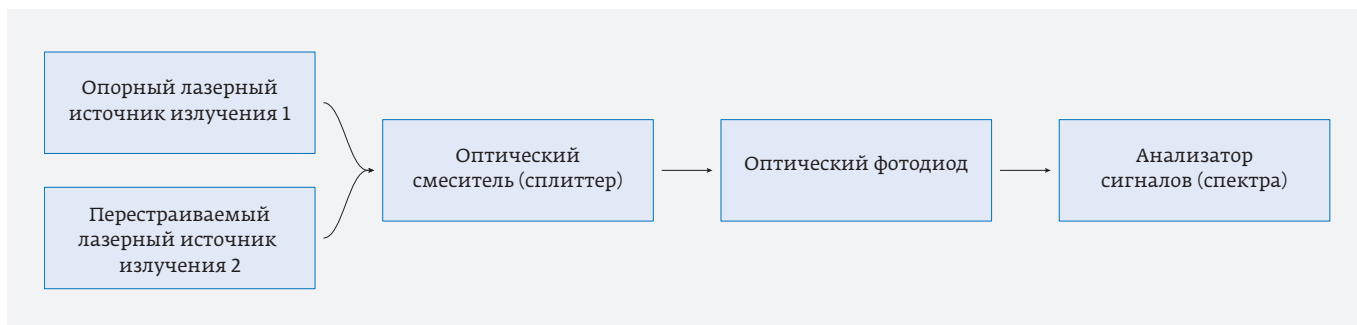 Опорный лазерный
источник излучения 1
Перестраиваемый
лазерный источник
излучения 2
Оптический
смеситель (сплиттер)
Оптический фотодиод
Анализатор
сигналов (спектра)